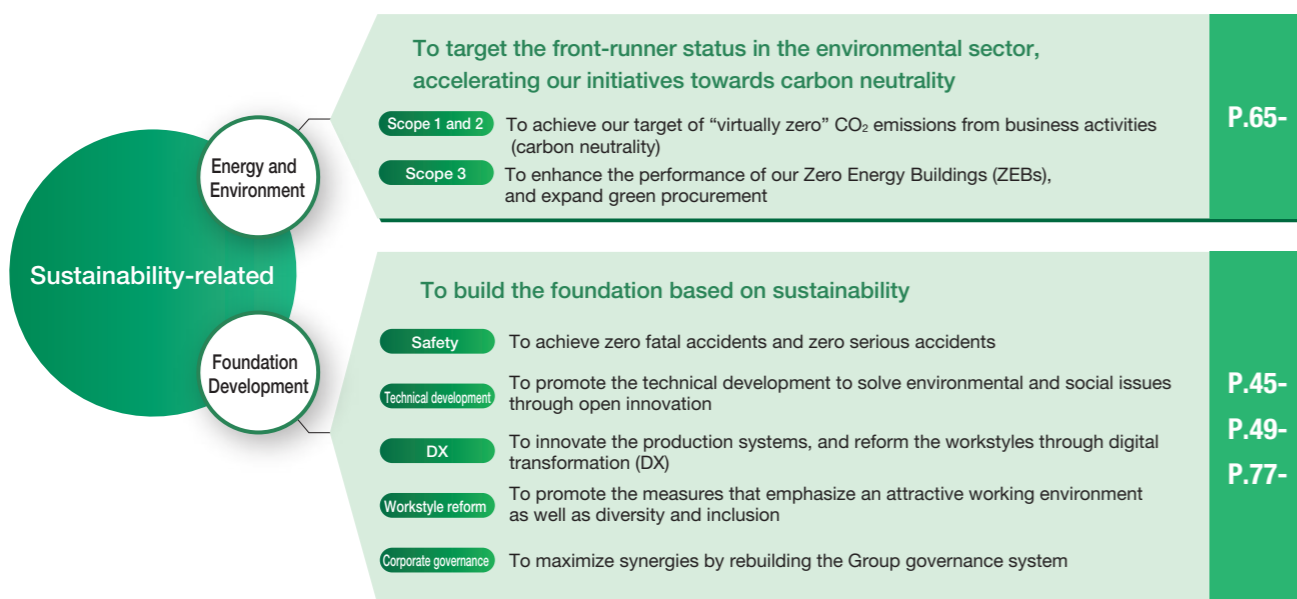 Sustainability-related
Energy and
Environment
To target the front-runner status in the environmental sector,
accelerating our initiatives towards carbon neutrality
Scope 1 and 2
To achieve our target of “virtually zero” CO₂ emissions from business activities
(carbon neutrality)
Scope 3
To enhance the performance of our Zero Energy Buildings (ZEBs),
and expand green procurement
P.65-
Foundation
Development
To build the foundation based on sustainability
Safety
To achieve zero fatal accidents and zero serious accidents
Technical development
To promote the technical development to solve environmental and social issues
through open innovation
DX
To innovate the production systems, and reform the workstyles through digital
transformation (DX)
Workstyle reform
To promote the measures that emphasize an attractive working environment
as well as diversity and inclusion
Corporate governance
To maximize synergies by rebuilding the Group governance system
P.45-
P.49-
P.77-